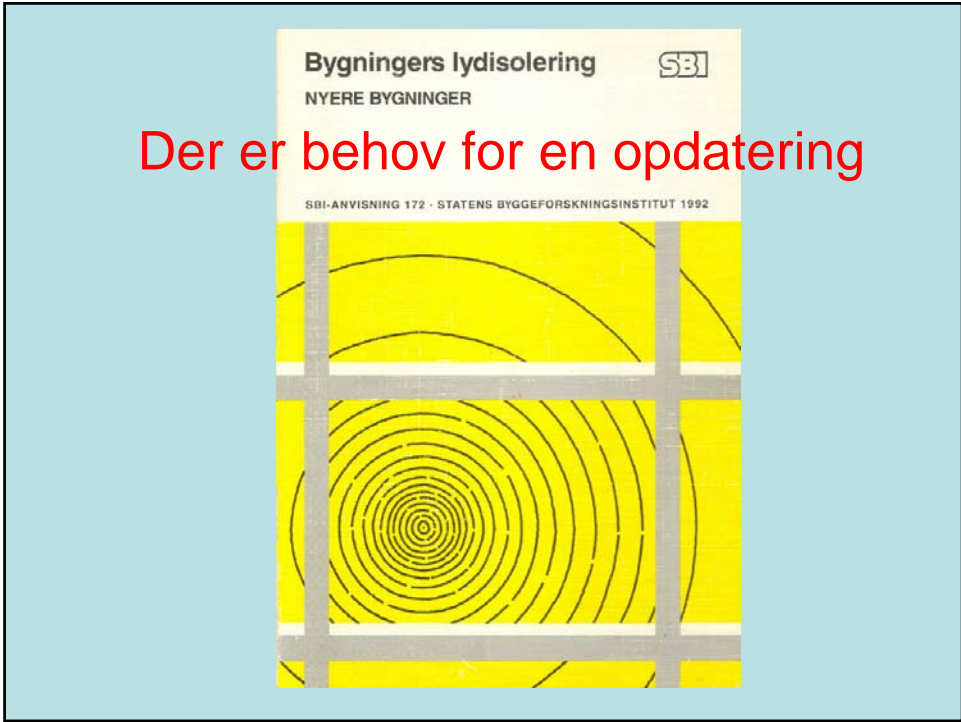 Bygningers lydisolering SBI
NYERE BYGNINGER
Der er behov for en opdatering
SBI-ANVISNING 172 · STATENS BYGGEFORSKNINGSINSTITUT 1992